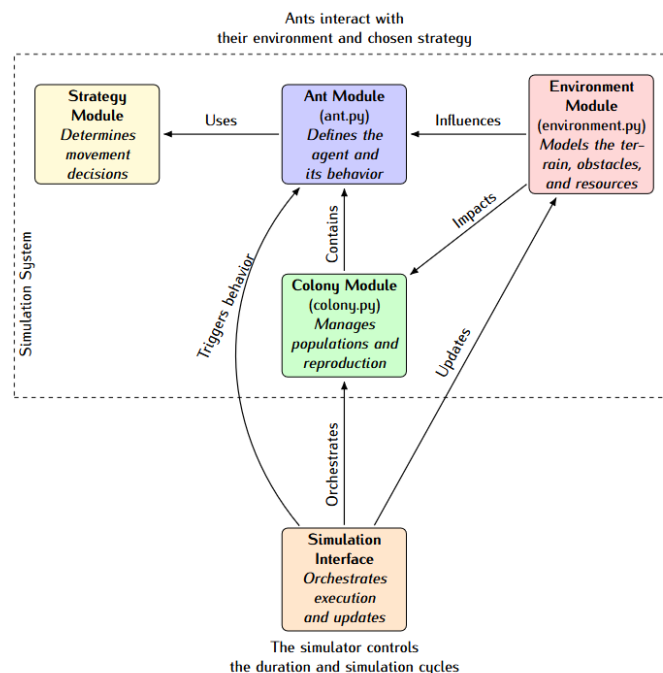 Ants interact with
their environment and chosen strategy
Strategy
Module
Determines
movement
decisions
Uses
Ant Module
(ant.py)
Defines the
agent and
its behavior
Influences
Environment
Module
(environment.py)
Models the ter-
rain, obstacles,
and resources
Simulation System
Triggers behavior
Contains
Impacts
Colony Module
(colony.py)
Manages
populations and
reproduction
Updates
Orchestrates
Simulation
Interface
Orchestrates
execution
and updates
The simulator controls
the duration and simulation cycles